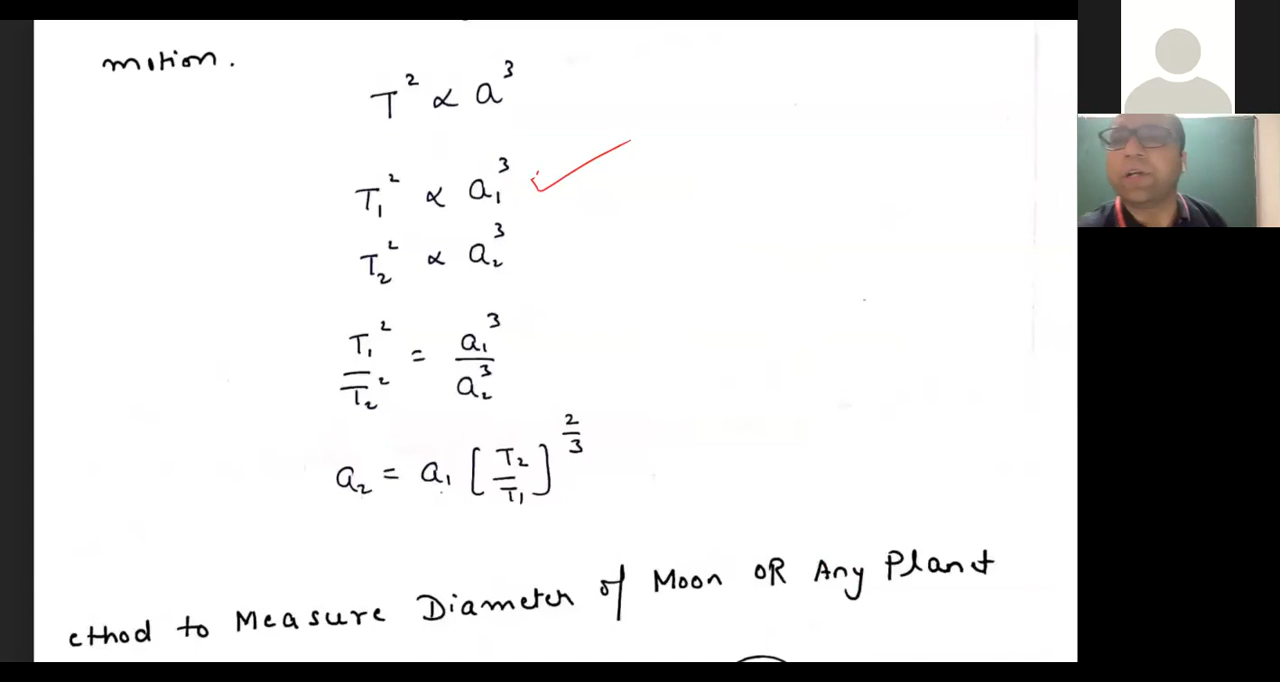 motion.
T² ∝ a³
T₁² ∝ a₁³
T₂² ∝ a₂³
T₁²/T₂² = a₁³/a₂³
a₂ = a₁ [T₂/T₁]^(2/3)
ethod to Measure Diameter of Moon OR Any Planet